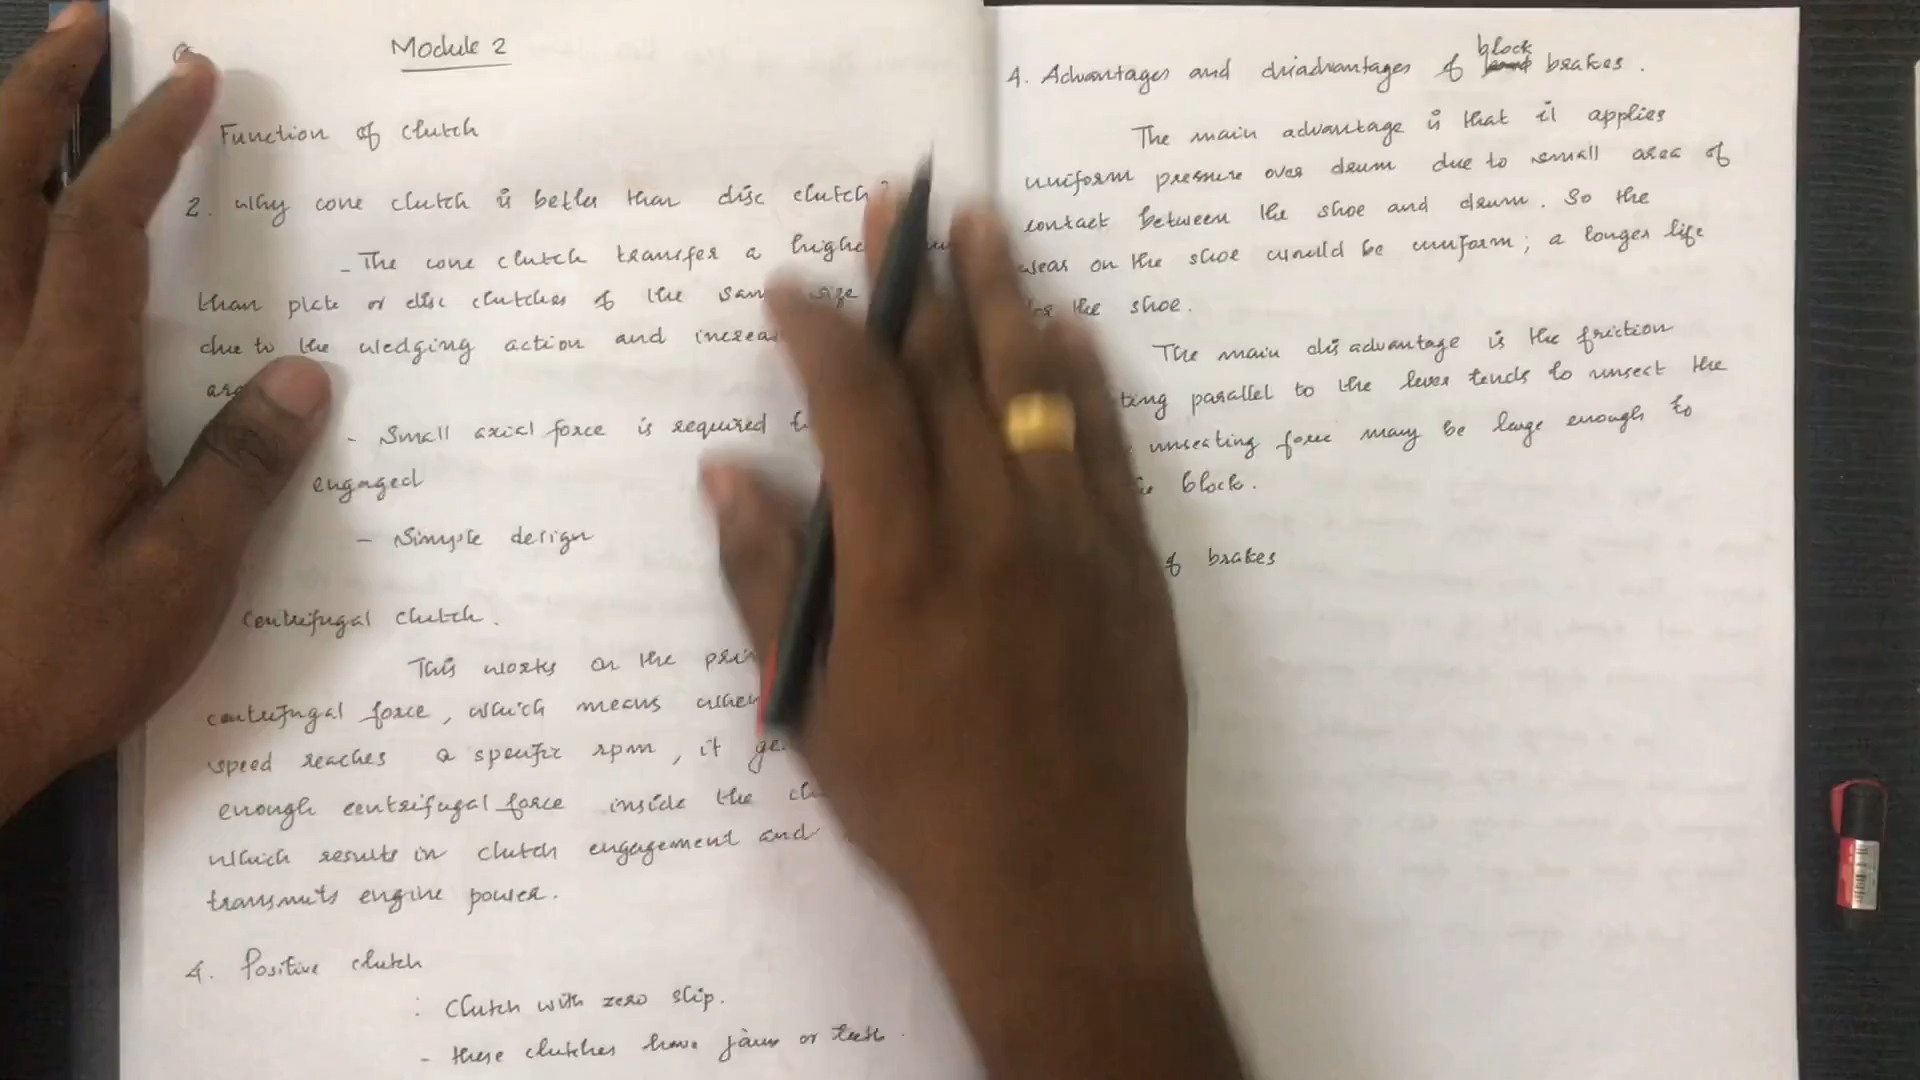 Module 2
Function of clutch
2. Why cone clutch is better than disc clutch ?
- The cone clutch transfer a
than plate or disc clutches of the same size
due to the wedging action and
- Small axial force is required
engaged
- Simple design
Centrifugal clutch.
This works on the
centrifugal force, which means when
speed reaches a specific rpm, it
enough centrifugal force inside the
which results in clutch engagement and
transmits engine power.
4. Positive clutch
: Clutch with zero slip.
- these clutches have jaws or teeth.
4. Advantages and disadvantages of block brakes.
The main advantage is that it applies
uniform pressure over drum due to small area of
contact between the shoe and drum. So the
wear on the shoe would be uniform; a longer life
the shoe.
The main disadvantage is the friction
parallel to the lever tends to unseat the
unseating force may be large enough to
block.
of brakes